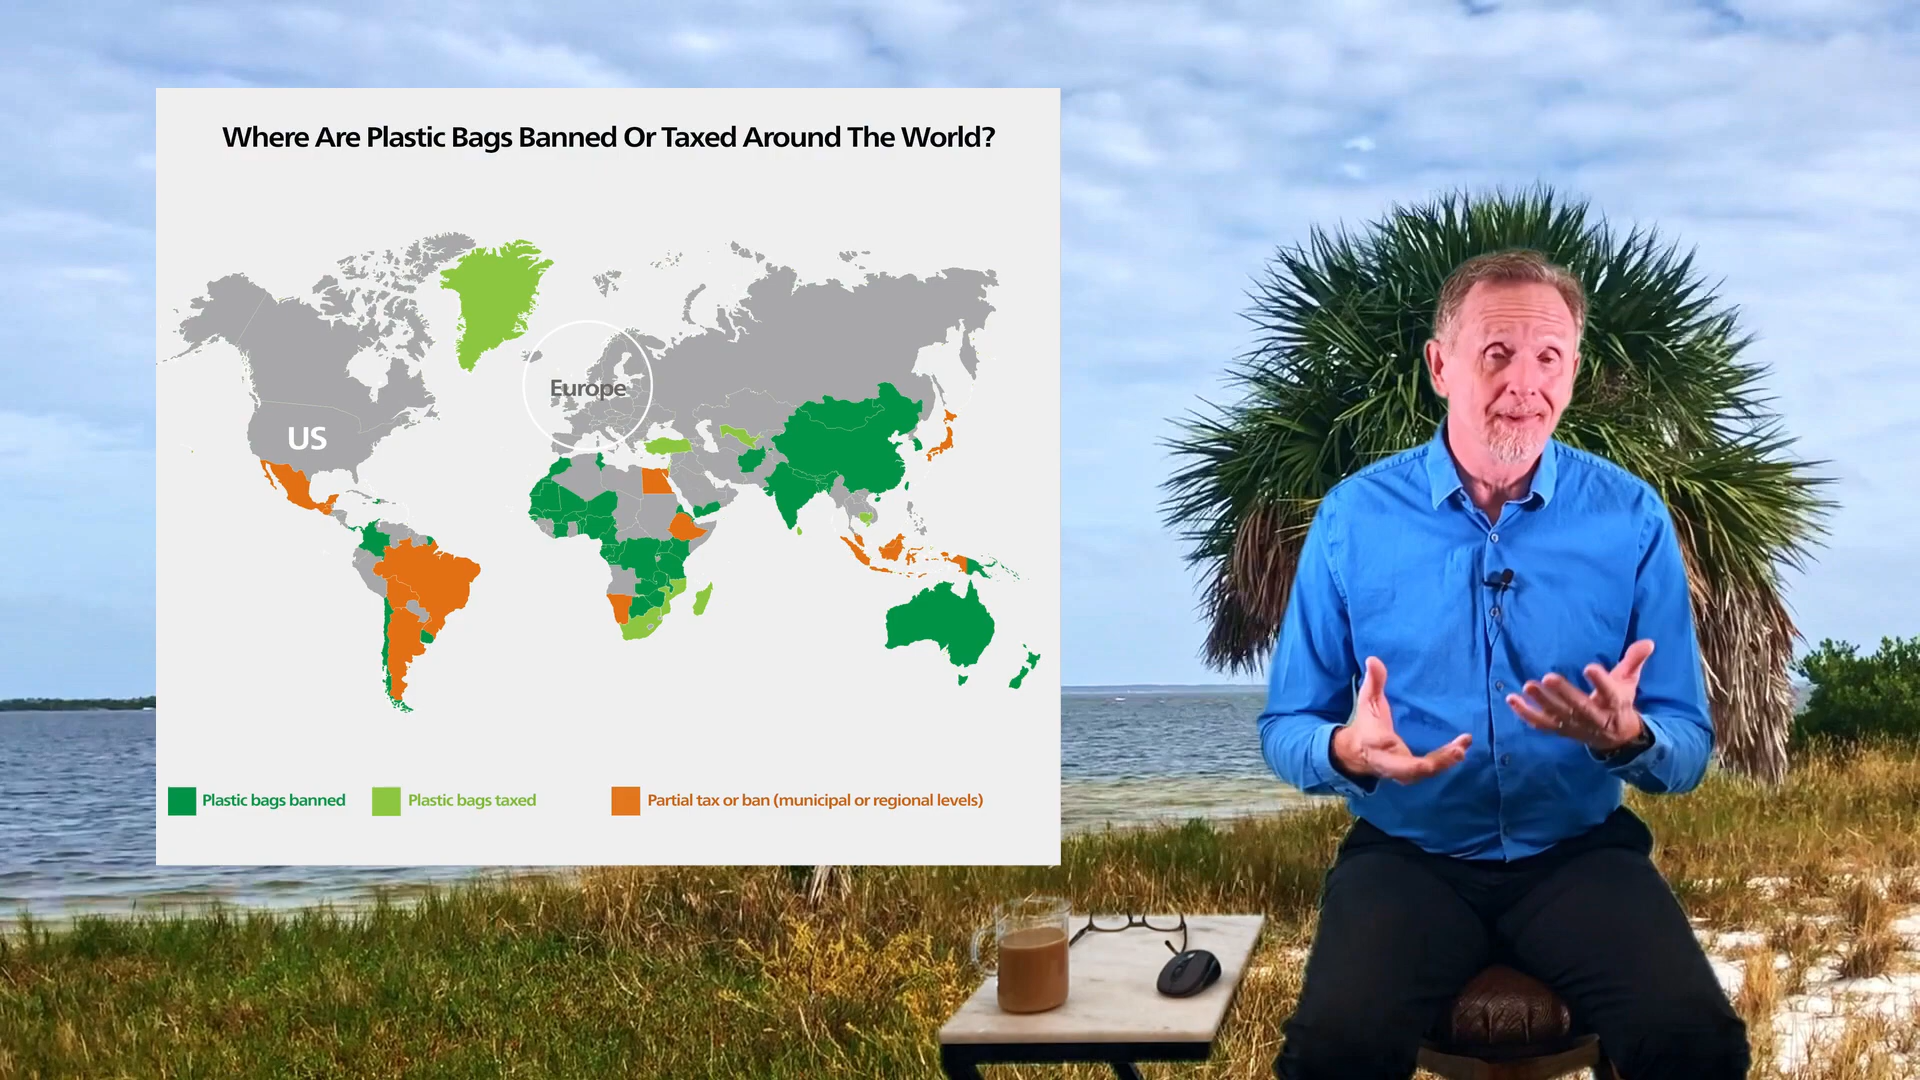 Where Are Plastic Bags Banned Or Taxed Around The World?
Europe
US
Plastic bags banned
Plastic bags taxed
Partial tax or ban (municipal or regional levels)